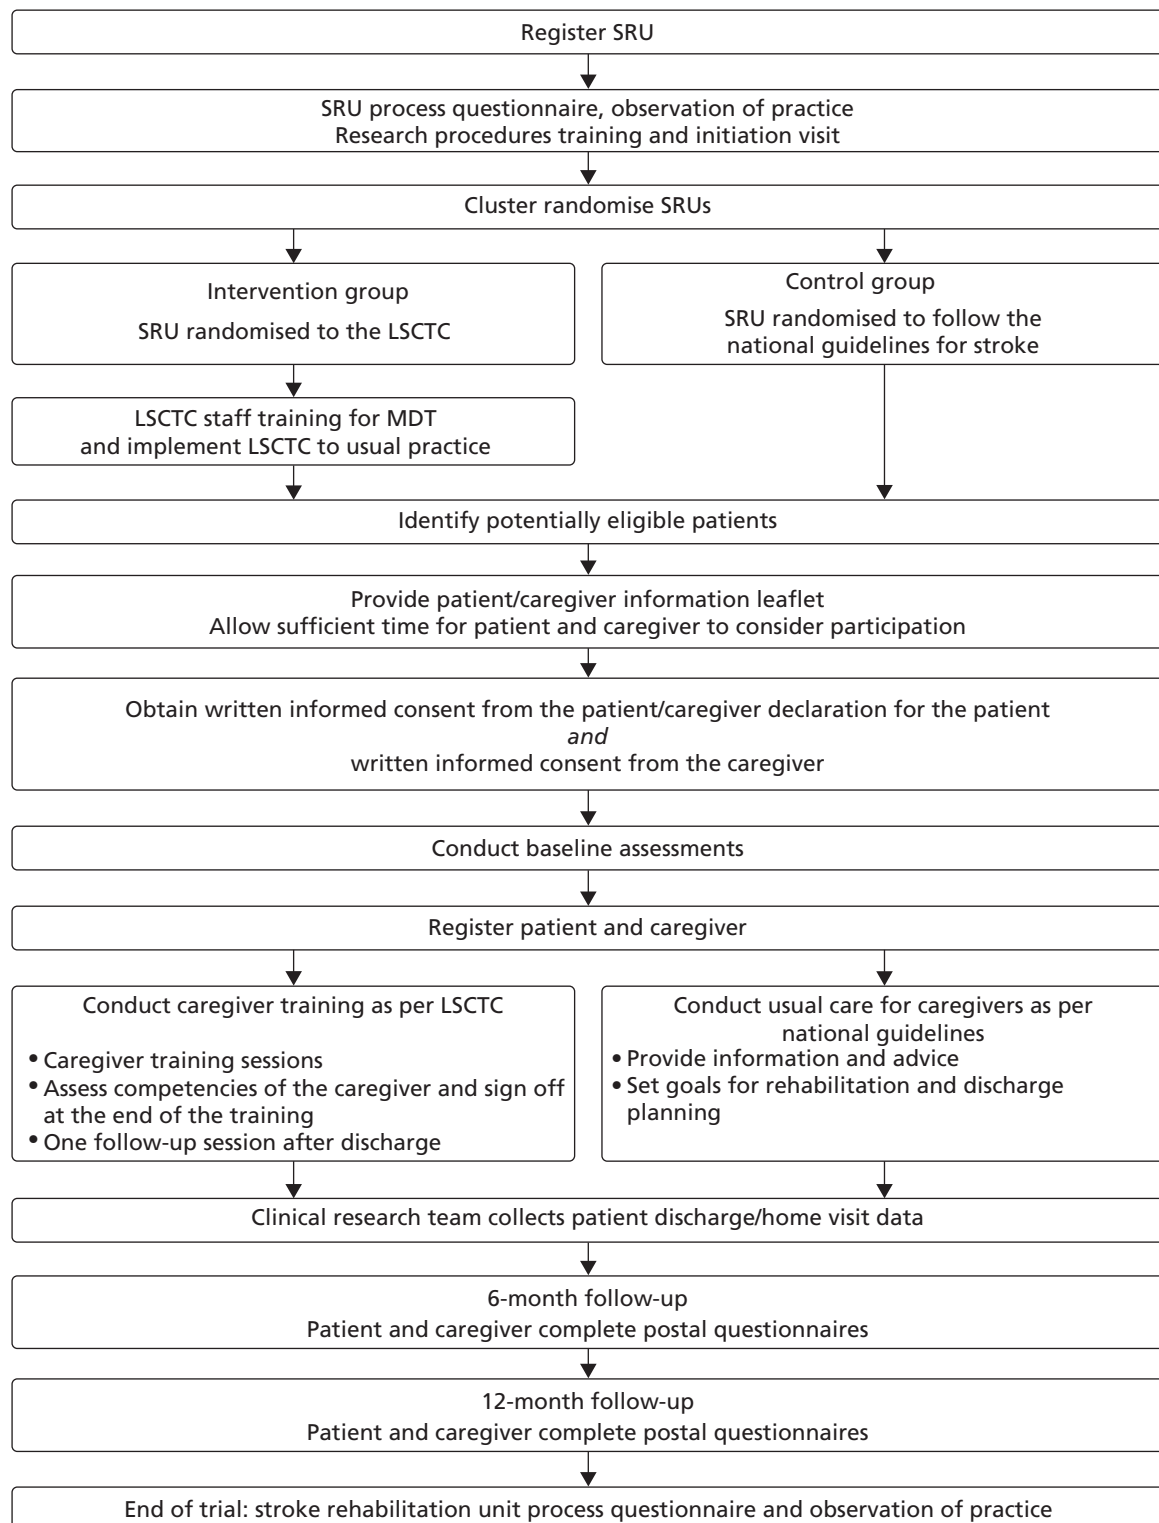 Register SRU
SRU process questionnaire, observation of practice
Research procedures training and initiation visit
Cluster randomise SRUs
Intervention group
SRU randomised to the LSCTC
Control group
SRU randomised to follow the
national guidelines for stroke
LSCTC staff training for MDT
and implement LSCTC to usual practice
Identify potentially eligible patients
Provide patient/caregiver information leaflet
Allow sufficient time for patient and caregiver to consider participation
Obtain written informed consent from the patient/caregiver declaration for the patient
and
written informed consent from the caregiver
Conduct baseline assessments
Register patient and caregiver
Conduct caregiver training as per LSCTC
• Caregiver training sessions
• Assess competencies of the caregiver and sign off
at the end of the training
• One follow-up session after discharge
Conduct usual care for caregivers as per
national guidelines
• Provide information and advice
• Set goals for rehabilitation and discharge
planning
Clinical research team collects patient discharge/home visit data
6-month follow-up
Patient and caregiver complete postal questionnaires
12-month follow-up
Patient and caregiver complete postal questionnaires
End of trial: stroke rehabilitation unit process questionnaire and observation of practice